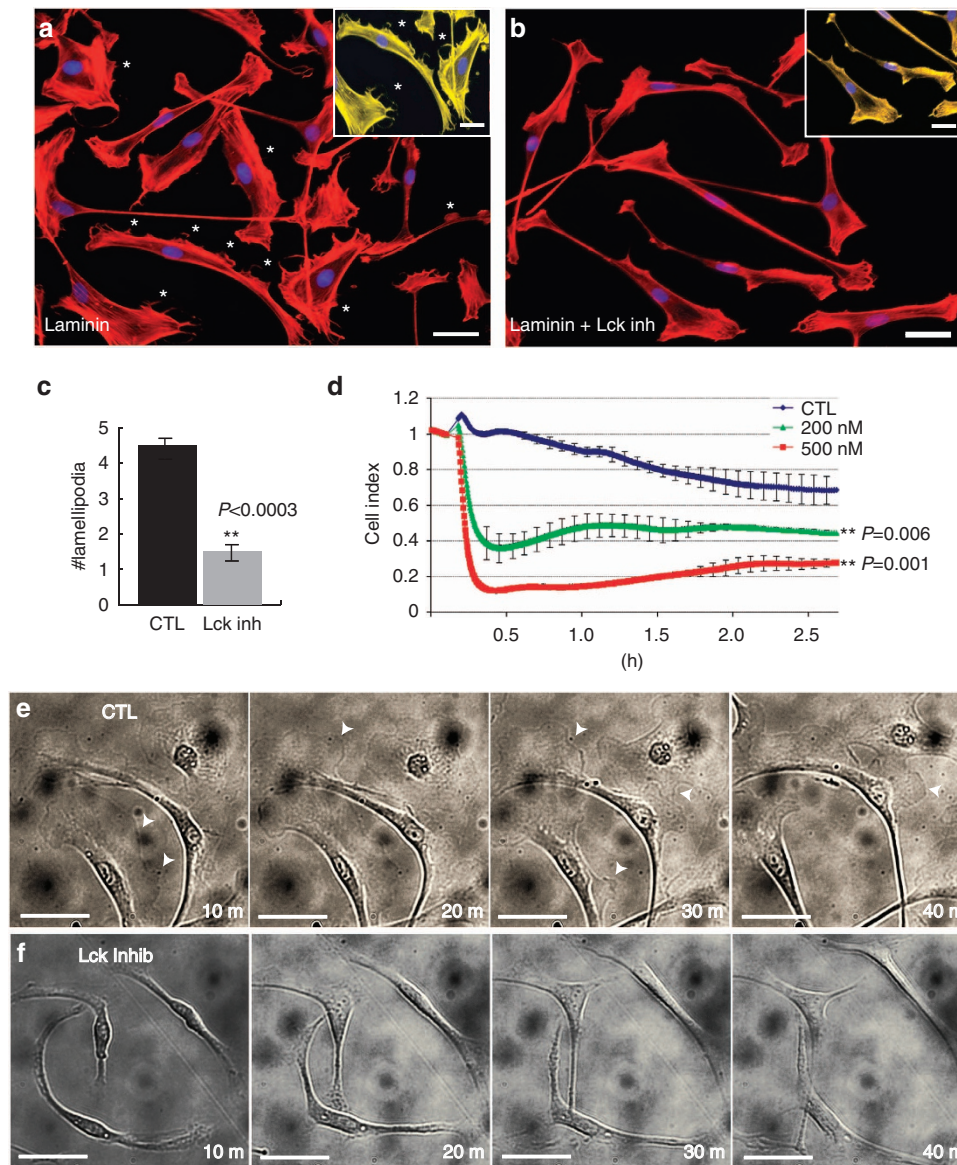 a
Laminin
b
Laminin + Lck inh
c
#lamellipodia
5
4
3
2
1
0
P<0.0003
**
CTL
Lck inh
d
Cell index
1.2
1
0.8
0.6
0.4
0.2
0
CTL
200 nM
500 nM
** P=0.006
** P=0.001
0.5
1.0
1.5
2.0
2.5
(h)
e
CTL
10 m
20 m
30 m
40 m
f
Lck Inhib
10 m
20 m
30 m
40 m